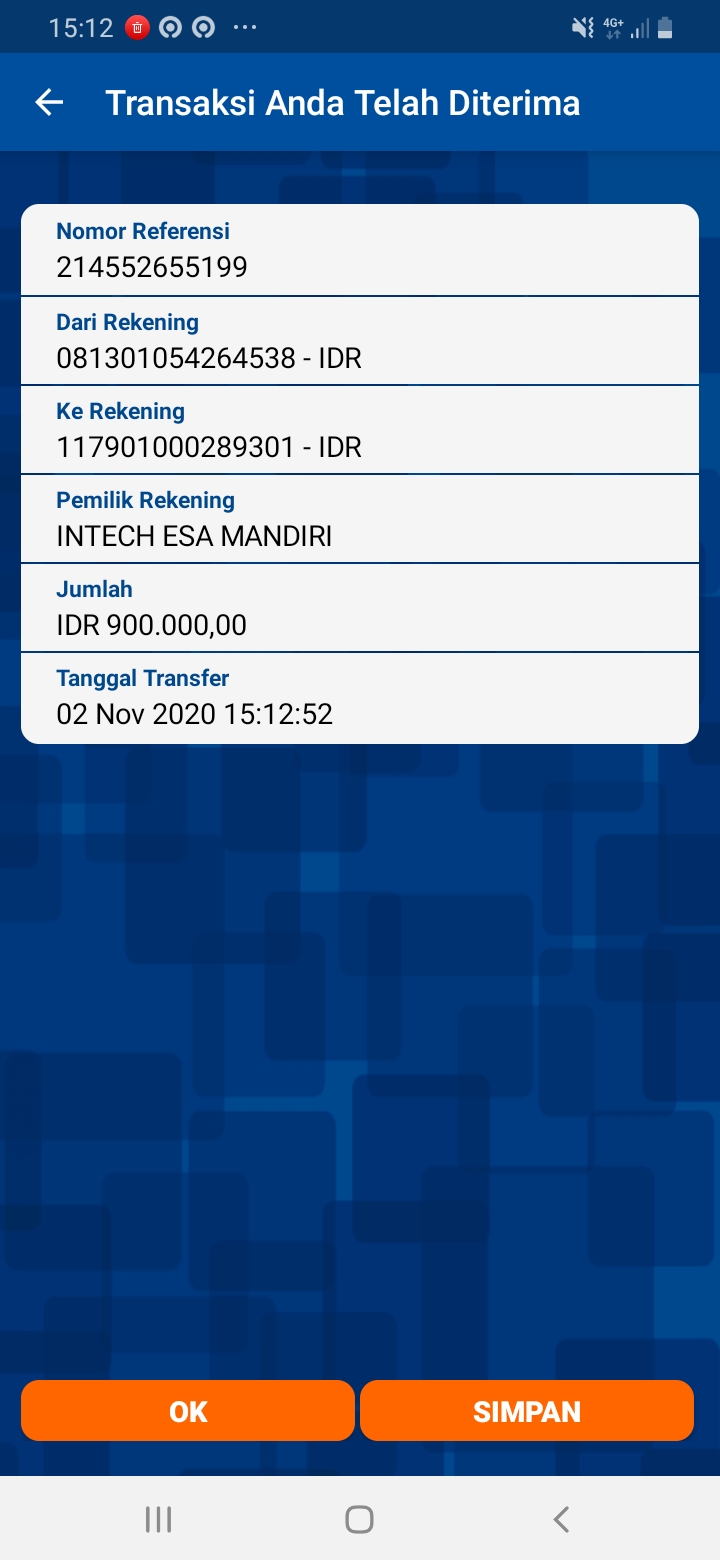 15:12
4G+
Transaksi Anda Telah Diterima
Nomor Referensi
214552655199
Dari Rekening
081301054264538 - IDR
Ke Rekening
117901000289301 - IDR
Pemilik Rekening
INTECH ESA MANDIRI
Jumlah
IDR 900.000,00
Tanggal Transfer
02 Nov 2020 15:12:52
OK
SIMPAN